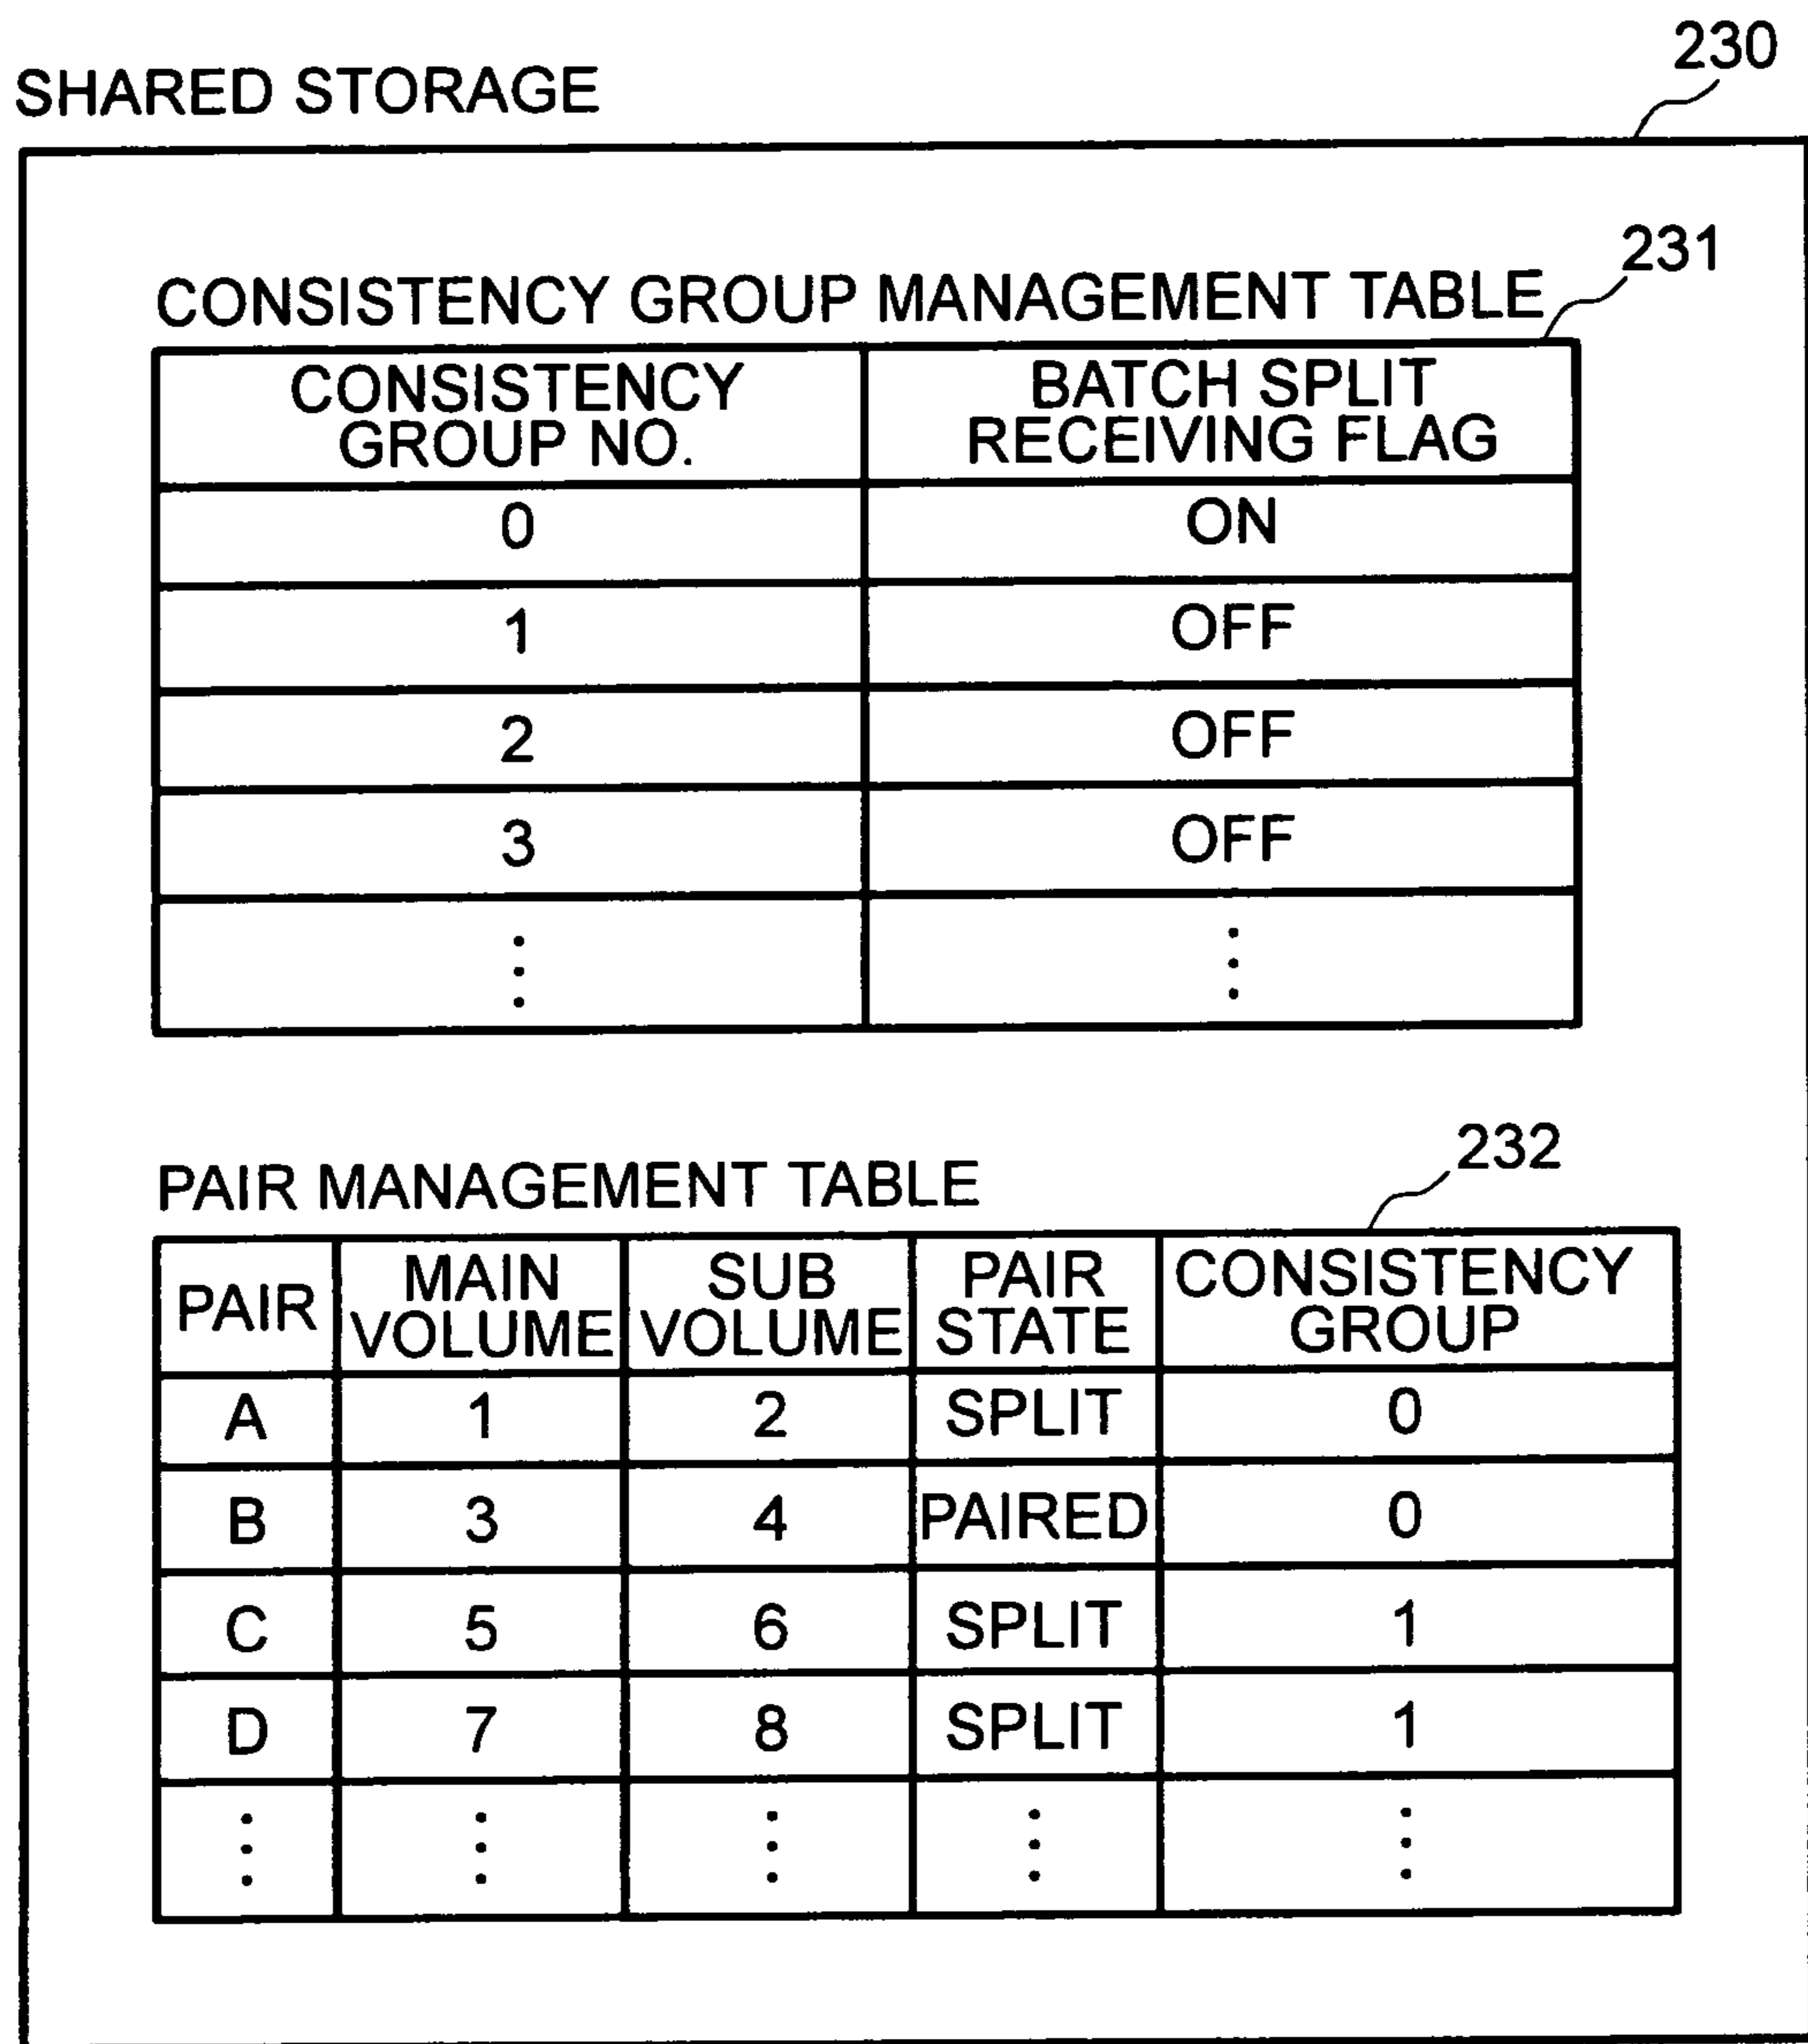 230
SHARED STORAGE
231
CONSISTENCY GROUP MANAGEMENT TABLE
CONSISTENCY GROUP NO. BATCH SPLIT RECEIVING FLAG
0 ON
1 OFF
2 OFF
3 OFF
⋮ ⋮
232
PAIR MANAGEMENT TABLE
PAIR MAIN VOLUME SUB VOLUME PAIR STATE CONSISTENCY GROUP
A 1 2 SPLIT 0
B 3 4 PAIRED 0
C 5 6 SPLIT 1
D 7 8 SPLIT 1
⋮ ⋮ ⋮ ⋮ ⋮